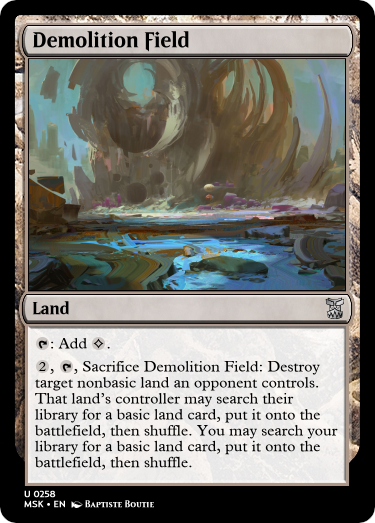 Demolition Field
Land
: Add .
2, , Sacrifice Demolition Field: Destroy
target nonbasic land an opponent controls.
That land's controller may search their
library for a basic land card, put it onto the
battlefield, then shuffle. You may search your
library for a basic land card, put it onto the
battlefield, then shuffle.
U 0258
MSK • EN Baptiste Boutie